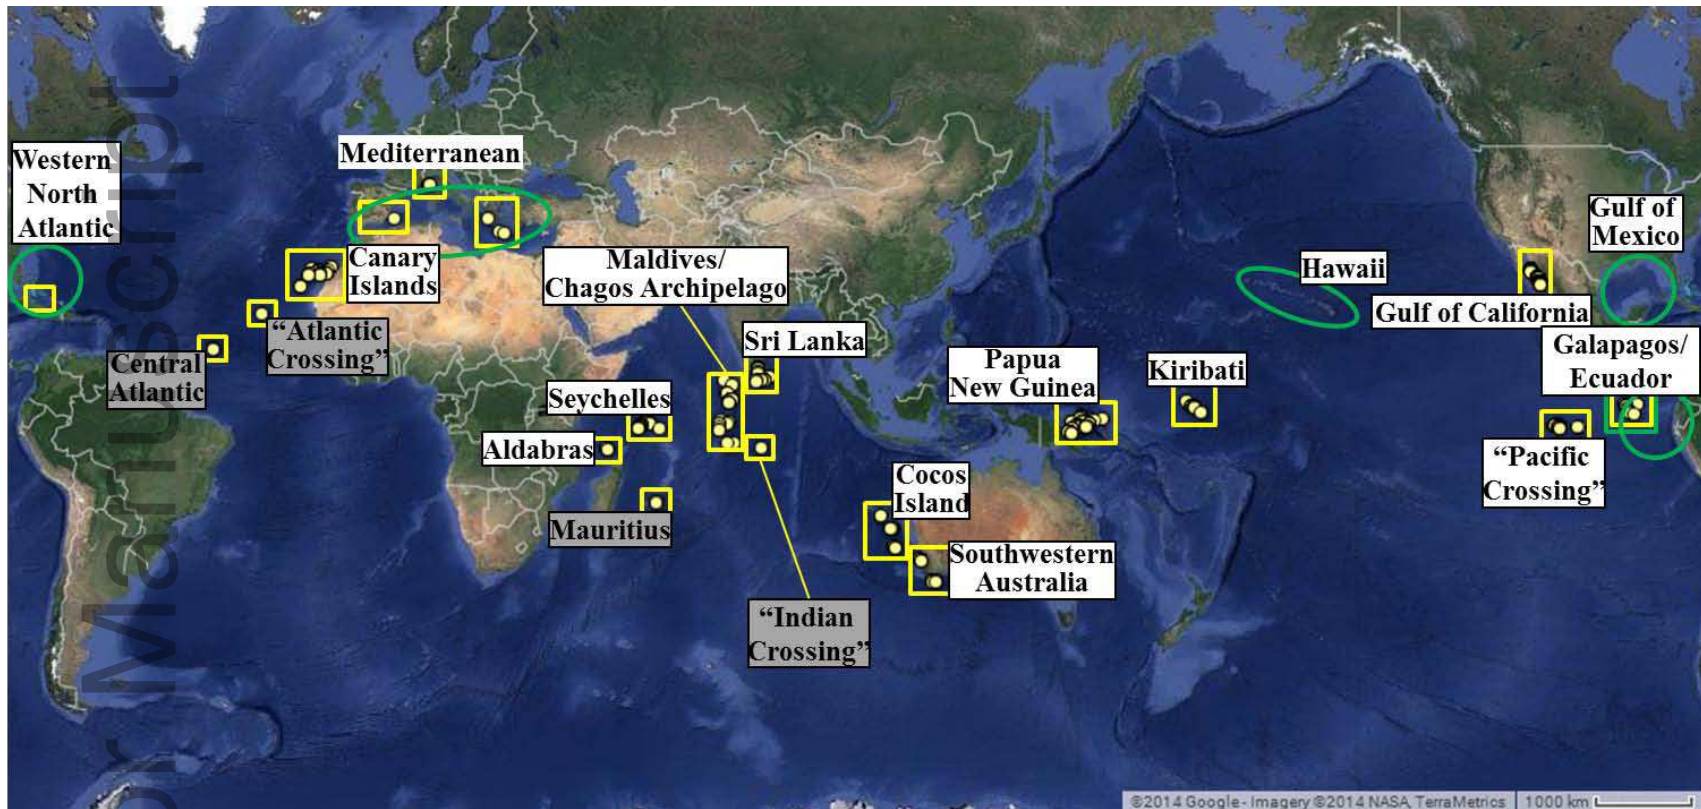 Western
North
Atlantic
Mediterranean
Canary
Islands
"Atlantic
Crossing"
Central
Atlantic
Maldives/
Chagos Archipelago
Sri Lanka
Seychelles
Aldabras
Mauritius
"Indian
Crossing"
Papua
New Guinea
Kiribati
Cocos
Island
Southwestern
Australia
Hawaii
Gulf of
Mexico
Gulf of California
Galapagos/
Ecuador
"Pacific
Crossing"
or Manuscript
©2014 Google - Imagery ©2014 NASA, TerraMetrics
1000 km